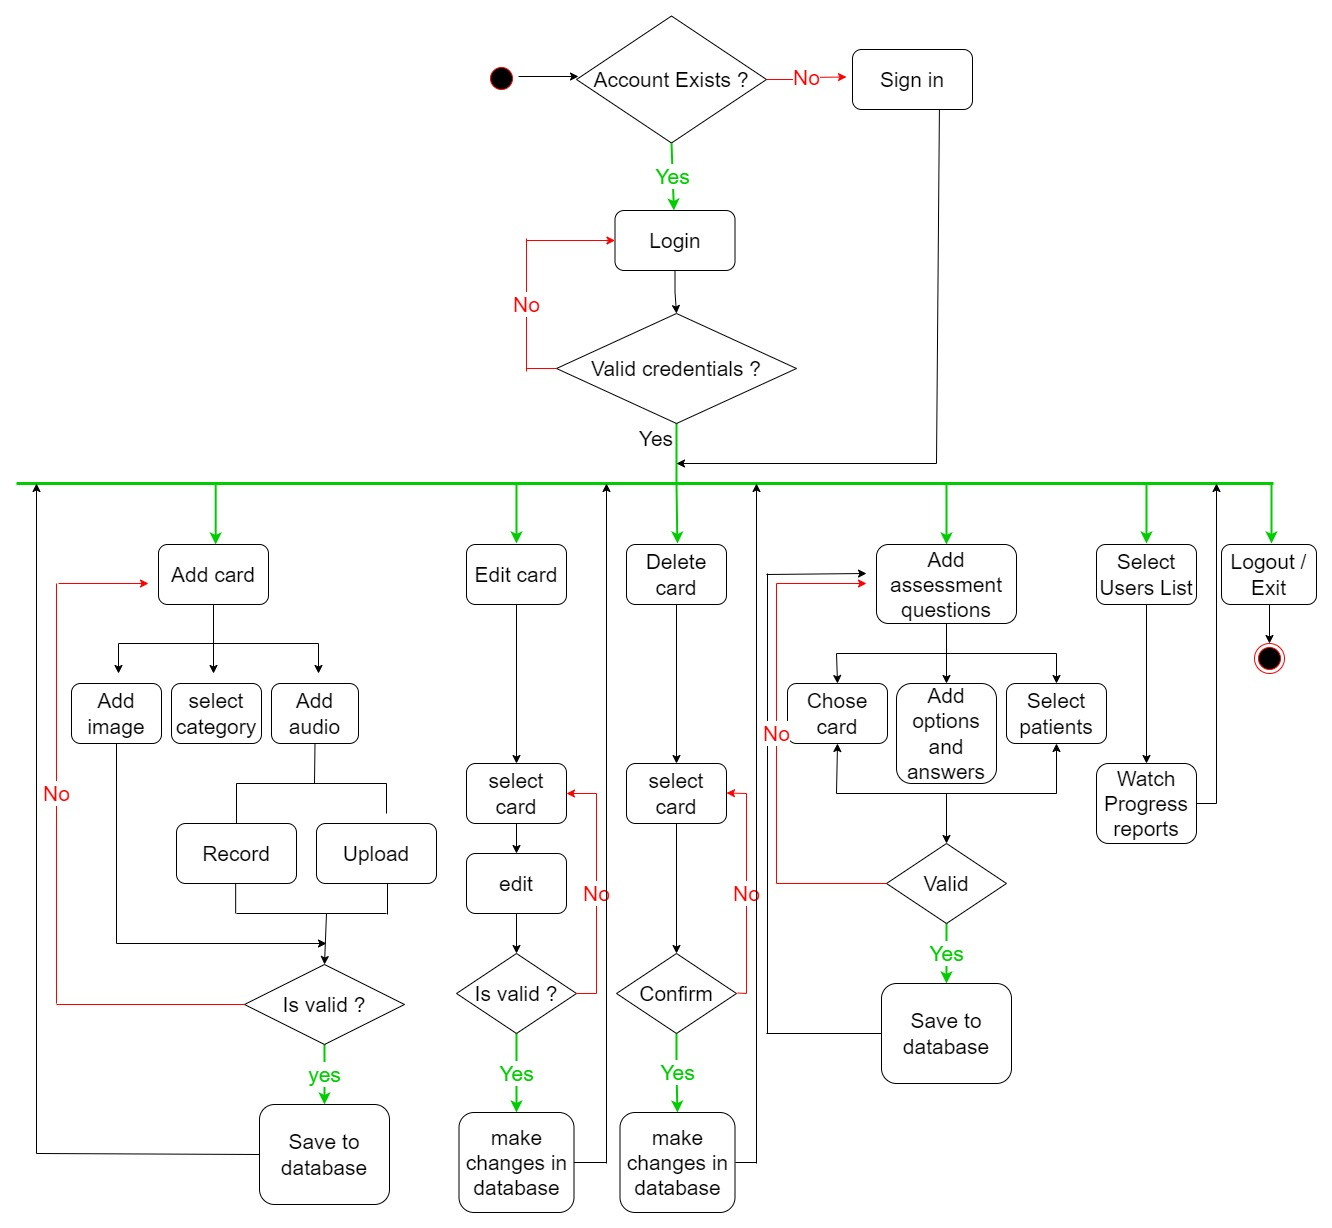 Account Exists ?
No
Sign in
Yes
Login
No
Valid credentials ?
Yes
Add card
Edit card
Delete
card
Add
assessment
questions
Select
Users List
Logout /
Exit
Add
image
select
category
Add
audio
Chose
card
Add
options
and
answers
Select
patients
No
select
card
select
card
Watch
Progress
reports
No
Record
Upload
edit
No
No
Valid
Yes
Is valid ?
Is valid ?
Confirm
Save to
database
yes
Yes
Yes
Save to
database
make
changes in
database
make
changes in
database